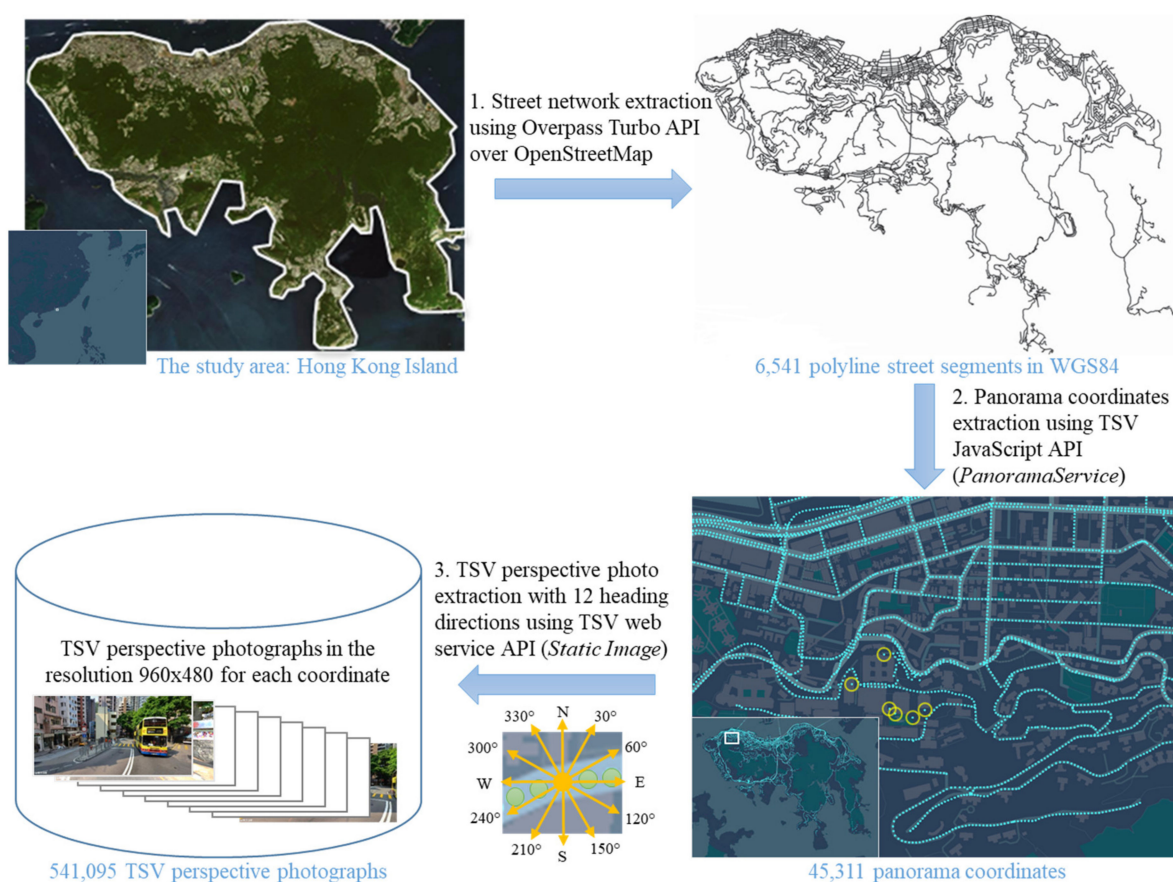 1. Street network extraction
using Overpass Turbo API
over OpenStreetMap
The study area: Hong Kong Island
6,541 polyline street segments in WGS84
2. Panorama coordinates
extraction using TSV
JavaScript API
(PanoramaService)
45,311 panorama coordinates
3. TSV perspective photo
extraction with 12 heading
directions using TSV web
service API (Static Image)
N
330° 30°
300° 60°
W E
240° 120°
210° 150°
S
TSV perspective photographs in the
resolution 960x480 for each coordinate
541,095 TSV perspective photographs